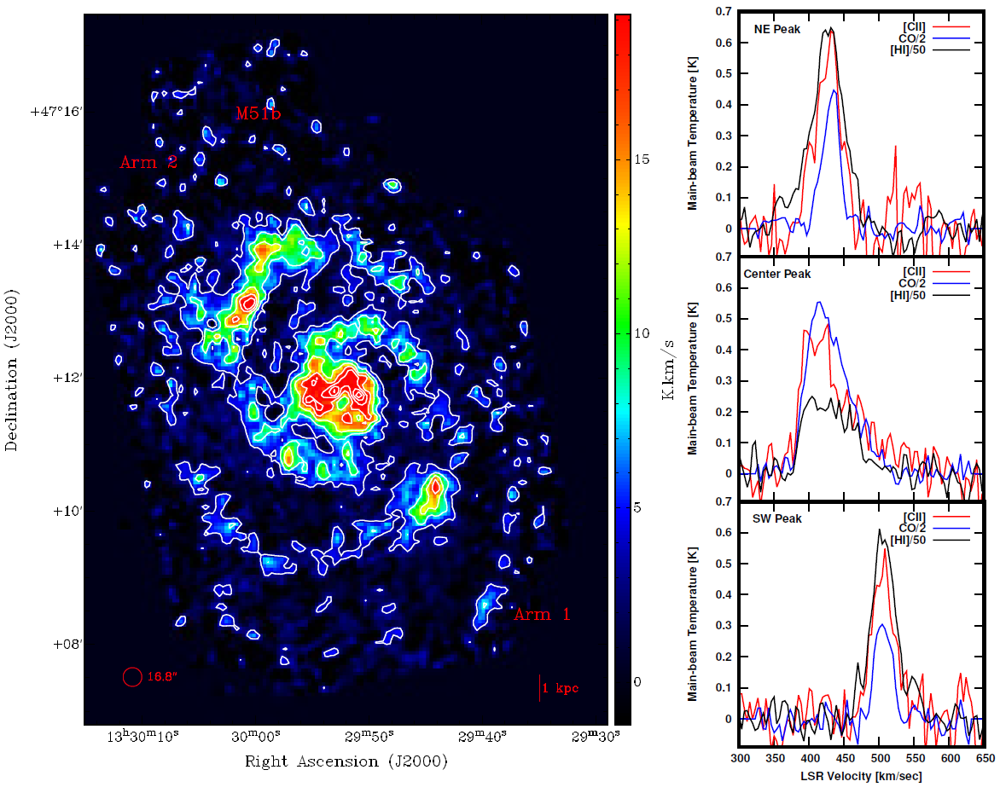 Declination (J2000)
+47°16′
+14′
+12′
+10′
+08′
M51b
Arm 2
Arm 1
16.8″
1 kpc
13ʰ30ᵐ10ˢ 30ᵐ00ˢ 29ᵐ50ˢ 29ᵐ40ˢ 29ᵐ30ˢ
Right Ascension (J2000)
15
10
5
0
K.km/s
NE Peak
[CII]
CO/2
[HI]/50
Main-beam Temperature [K]
0.7
0.6
0.5
0.4
0.3
0.2
0.1
0
Center Peak
[CII]
CO/2
[HI]/50
Main-beam Temperature [K]
0.7
0.6
0.5
0.4
0.3
0.2
0.1
0
SW Peak
[CII]
CO/2
[HI]/50
Main-beam Temperature [K]
0.7
0.6
0.5
0.4
0.3
0.2
0.1
0
300 350 400 450 500 550 600 650
LSR Velocity [km/sec]